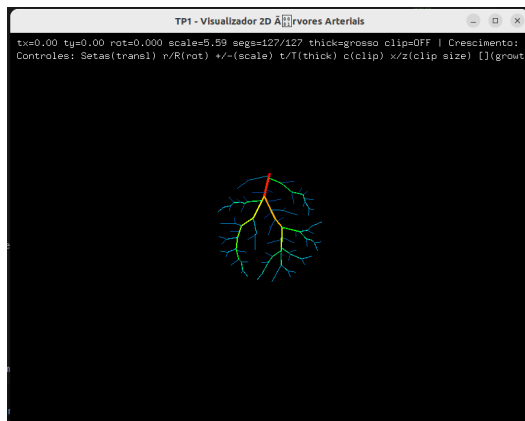 TP1 - Visualizador 2D Árvores Arteriais
tx=0.00 ty=0.00 rot=0.000 scale=5.59 segs=127/127 thick=grosso clip=OFF | Crescimento:
Controles: Setas(transl) r/R(rot) +/-(scale) t/T(thick) c(clip) x/z(clip size) [](growt